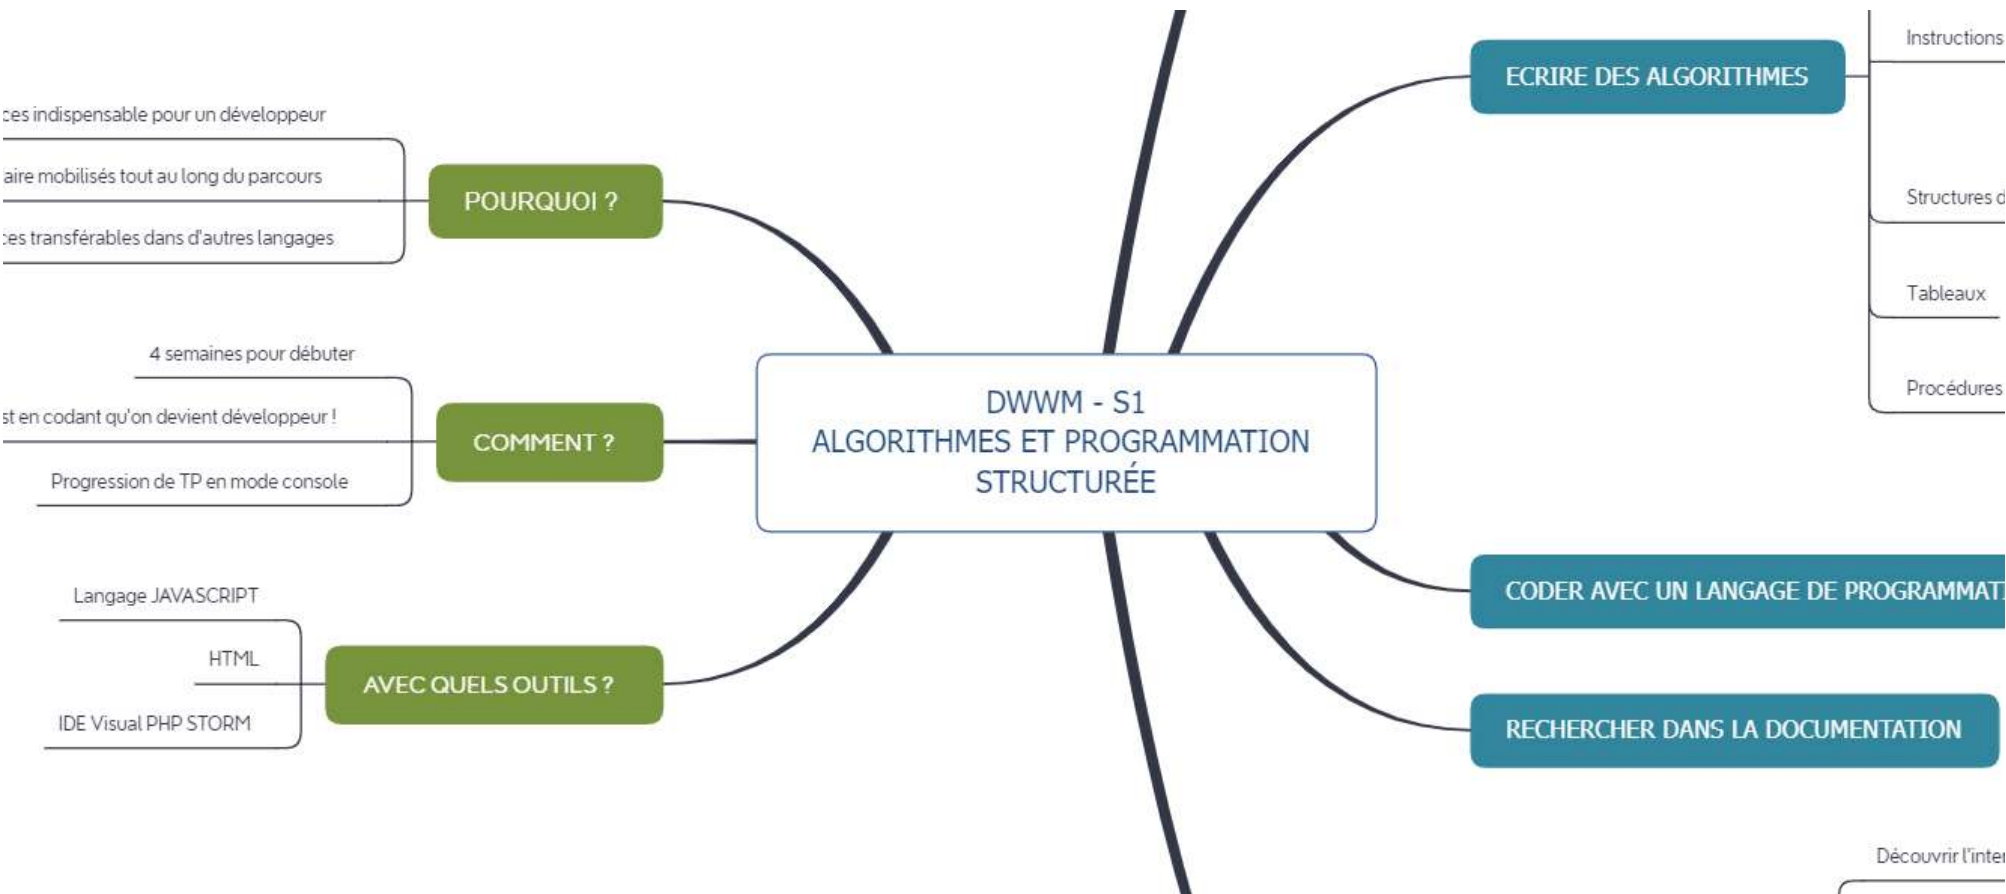 ces indispensable pour un développeur
aire mobilisés tout au long du parcours
ces transférables dans d'autres langages
POURQUOI ?
4 semaines pour débuter
st en codant qu'on devient développeur !
Progression de TP en mode console
COMMENT ?
Langage JAVASCRIPT
HTML
IDE Visual PHP STORM
AVEC QUELS OUTILS ?
DWWM - S1
ALGORITHMES ET PROGRAMMATION
STRUCTURÉE
ECRIRE DES ALGORITHMES
Instructions
Structures d
Tableaux
Procédures
CODER AVEC UN LANGAGE DE PROGRAMMATI
RECHERCHER DANS LA DOCUMENTATION
Découvrir l'inter